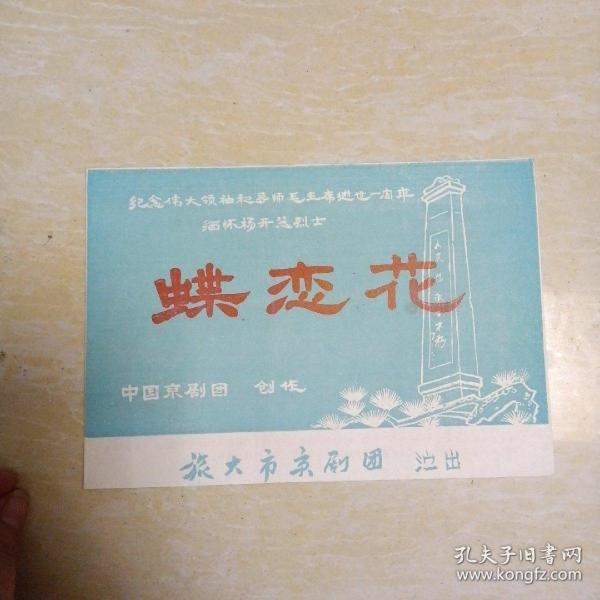 纪念伟大领袖和导师毛主席逝世一周年
缅怀杨开慧烈士
蝶恋花
中国京剧团 创作
旅大市京剧团 演出
孔夫子旧书网
www.kongfz.com